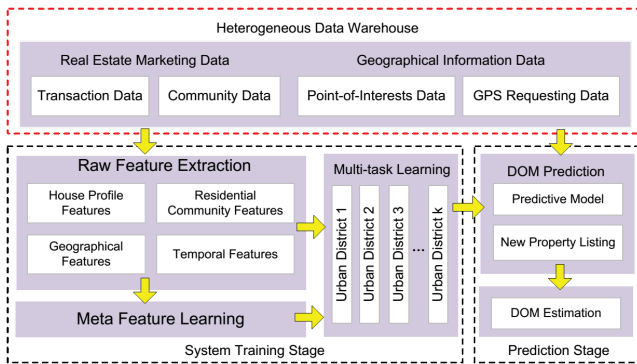 Heterogeneous Data Warehouse
Real Estate Marketing Data
Geographical Information Data
Transaction Data
Community Data
Point-of-Interests Data
GPS Requesting Data
Raw Feature Extraction
House Profile
Features
Residential
Community Features
Geographical
Features
Temporal Features
Meta Feature Learning
Multi-task Learning
Urban District 1
Urban District 2
Urban District 3
...
Urban District k
System Training Stage
DOM Prediction
Predictive Model
New Property Listing
DOM Estimation
Prediction Stage